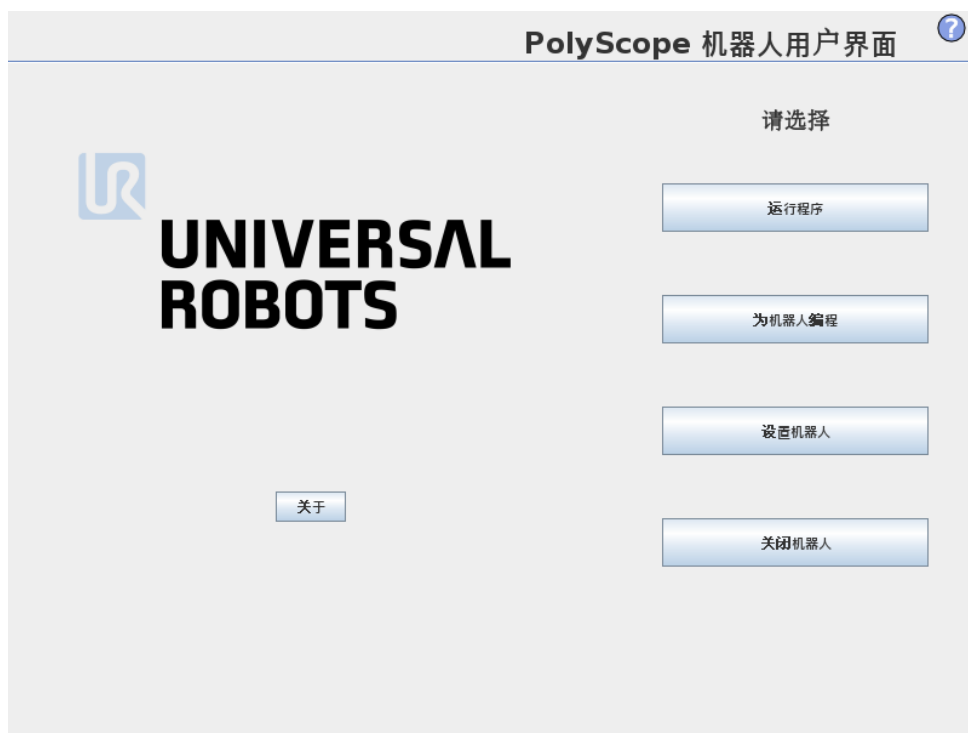 PolyScope 机器人用户界面
?
请选择
UR
UNIVERSAL
ROBOTS
运行程序
为机器人编程
设置机器人
关于
关闭机器人